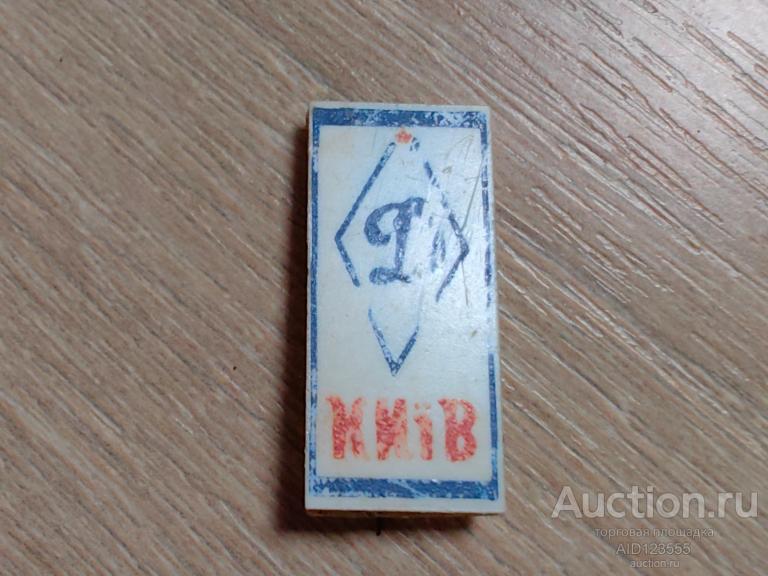 Д
КИЇВ
Auction.ru
торговая площадка
AID123555
auction.ru